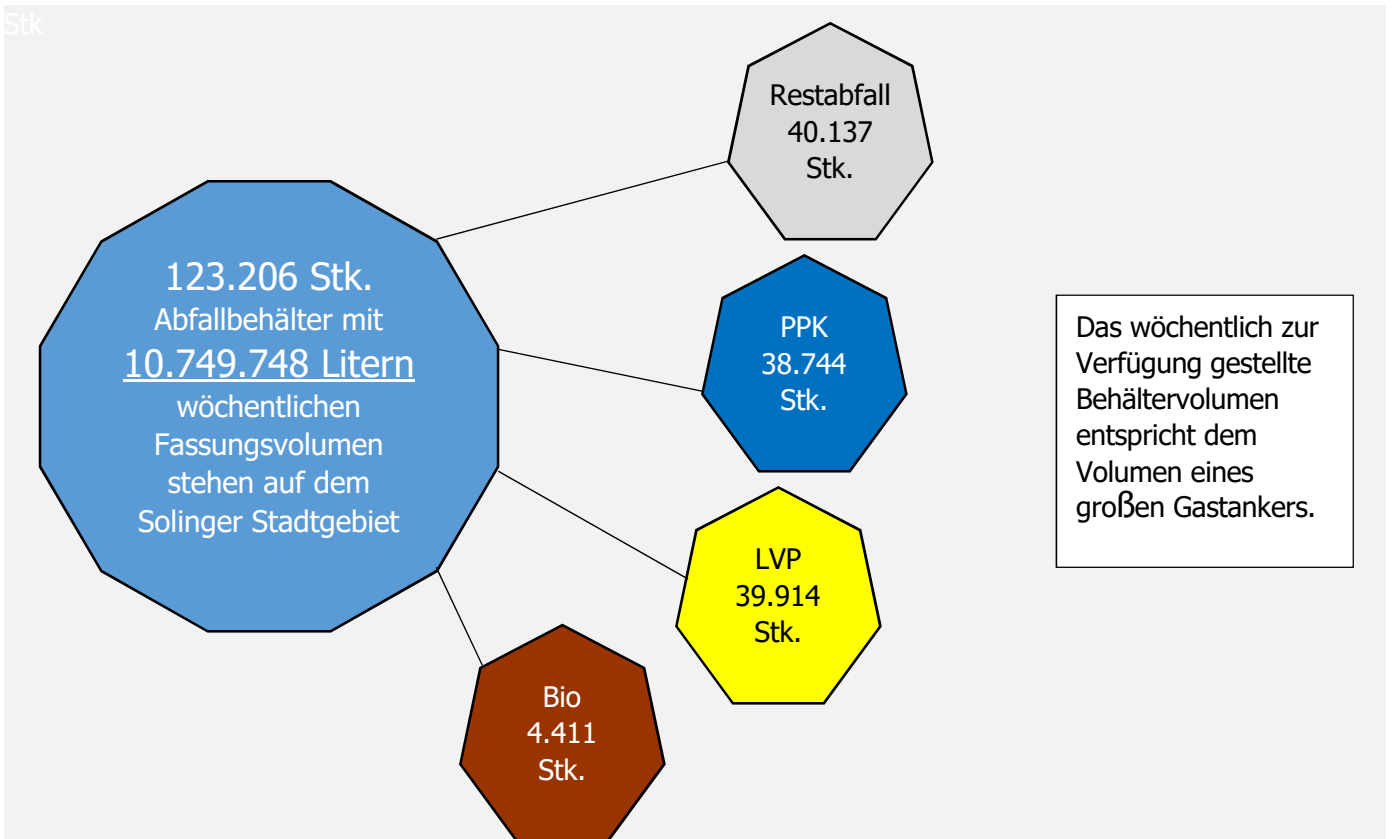 Stk
123.206 Stk.
Abfallbehälter mit
10.749.748 Litern
wöchentlichen
Fassungsvolumen
stehen auf dem
Solinger Stadtgebiet
Restabfall
40.137
Stk.
PPK
38.744
Stk.
LVP
39.914
Stk.
Bio
4.411
Stk.
Das wöchentlich zur
Verfügung gestellte
Behältervolumen
entspricht dem
Volumen eines
großen Gastankers.